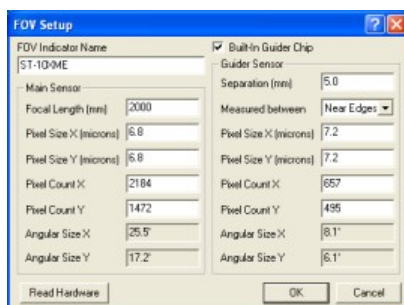 FOV Setup
FOV Indicator Name
ST-10XME
Main Sensor
Focal Length (mm) 2000
Pixel Size X (microns) 6.8
Pixel Size Y (microns) 6.8
Pixel Count X 2184
Pixel Count Y 1472
Angular Size X 25.5'
Angular Size Y 17.2'
Read Hardware
Built-In Guider Chip
Guider Sensor
Separation (mm) 5.0
Measured between Near Edges
Pixel Size X (microns) 7.2
Pixel Size Y (microns) 7.2
Pixel Count X 657
Pixel Count Y 495
Angular Size X 8.1'
Angular Size Y 6.1'
OK Cancel